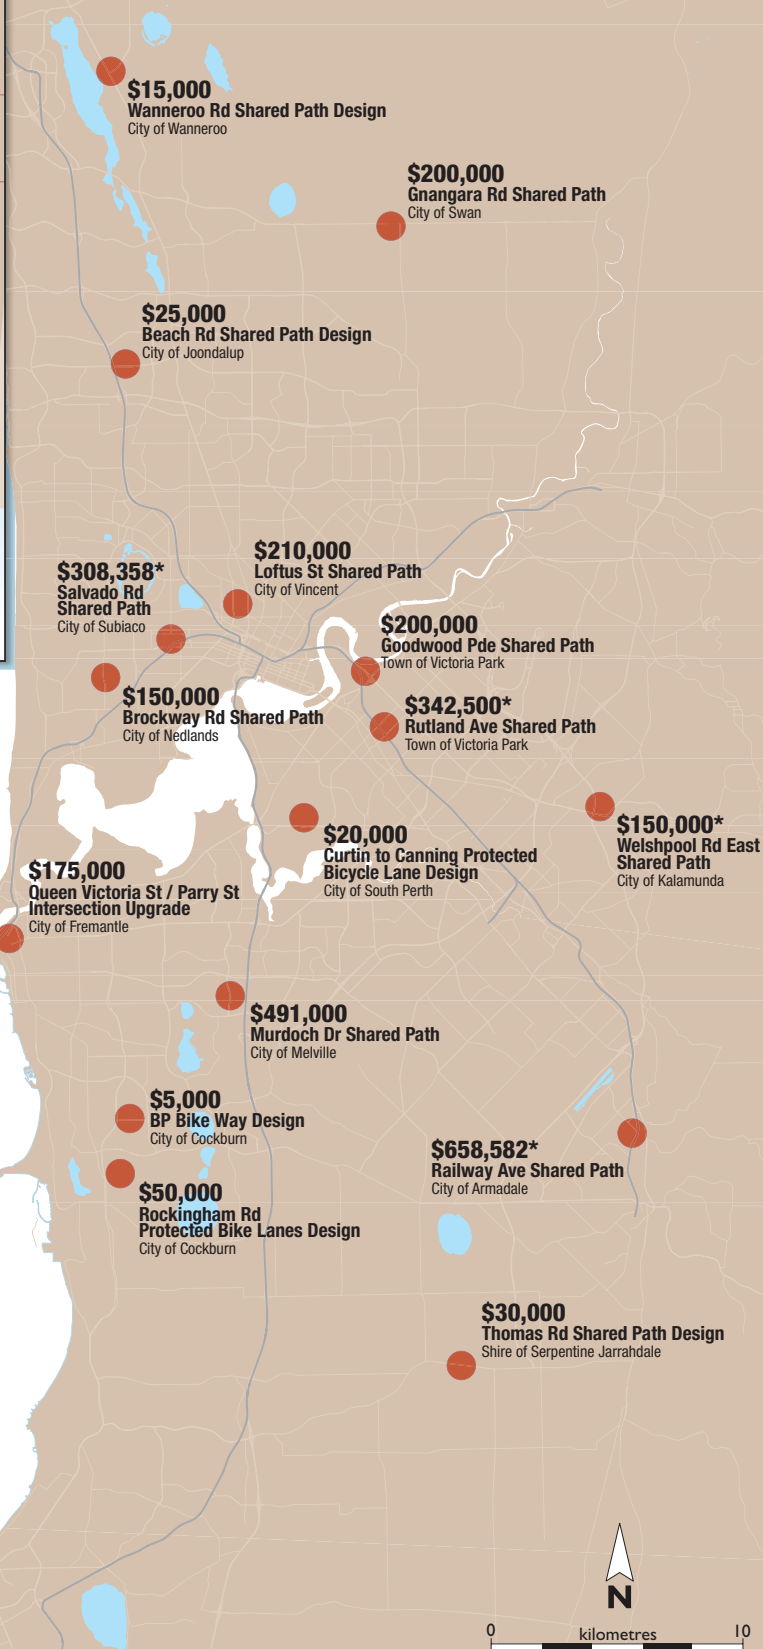 $15,000
Wanneroo Rd Shared Path Design
City of Wanneroo
$200,000
Gnangara Rd Shared Path
City of Swan
$25,000
Beach Rd Shared Path Design
City of Joondalup
$210,000
Loftus St Shared Path
City of Vincent
$308,358*
Salvado Rd
Shared Path
City of Subiaco
$200,000
Goodwood Pde Shared Path
Town of Victoria Park
$150,000
Brockway Rd Shared Path
City of Nedlands
$342,500*
Rutland Ave Shared Path
Town of Victoria Park
$150,000*
Welshpool Rd East
Shared Path
City of Kalamunda
$20,000
Curtin to Canning Protected
Bicycle Lane Design
City of South Perth
$175,000
Queen Victoria St / Parry St
Intersection Upgrade
City of Fremantle
$491,000
Murdoch Dr Shared Path
City of Melville
$5,000
BP Bike Way Design
City of Cockburn
$658,582*
Railway Ave Shared Path
City of Armadale
$50,000
Rockingham Rd
Protected Bike Lanes Design
City of Cockburn
$30,000
Thomas Rd Shared Path Design
Shire of Serpentine Jarrahdale
N
0 kilometres 10